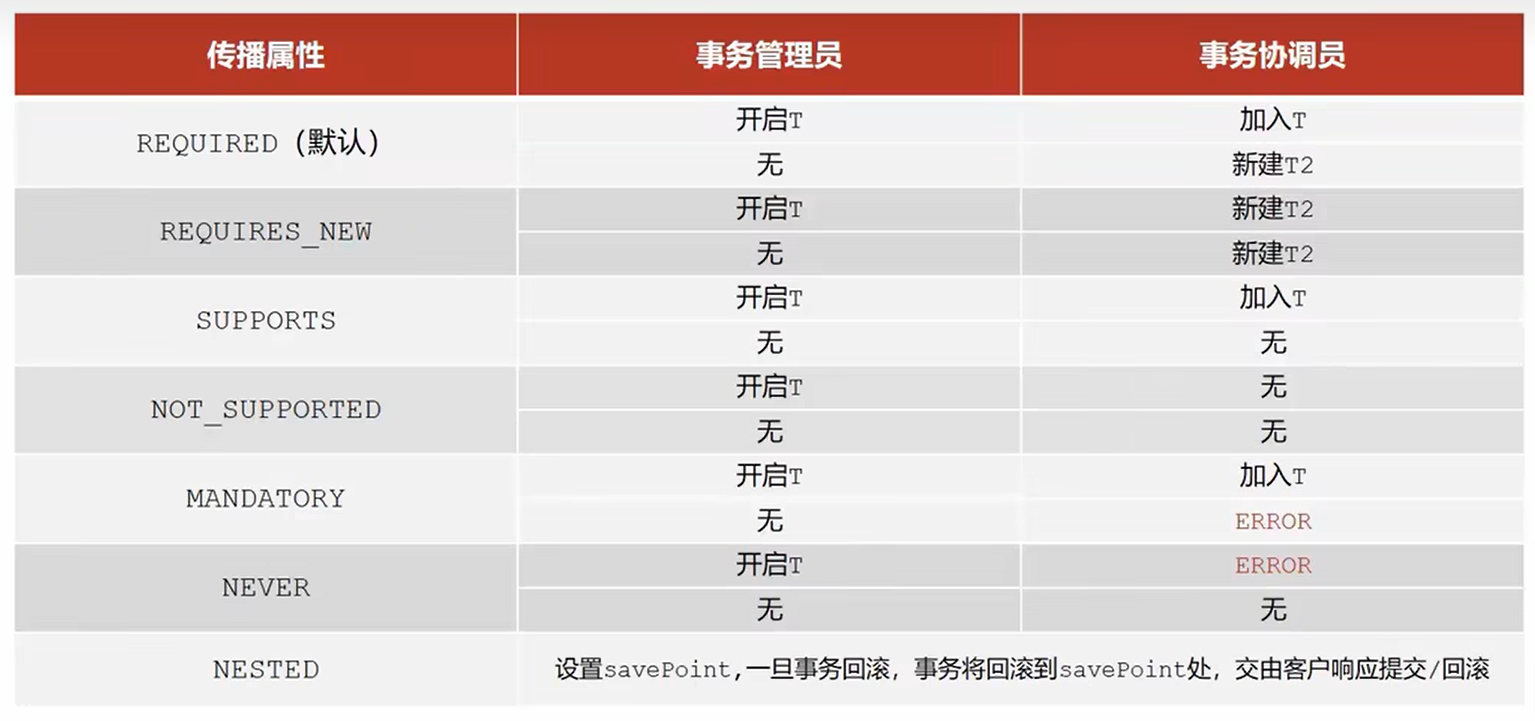 传播属性 事务管理员 事务协调员
REQUIRED（默认） 开启T 加入T
无 新建T2
REQUIRES_NEW 开启T 新建T2
无 新建T2
SUPPORTS 开启T 加入T
无 无
NOT_SUPPORTED 开启T 无
无 无
MANDATORY 开启T 加入T
无 ERROR
NEVER 开启T ERROR
无 无
NESTED 设置savePoint,一旦事务回滚，事务将回滚到savePoint处，交由客户响应提交/回滚